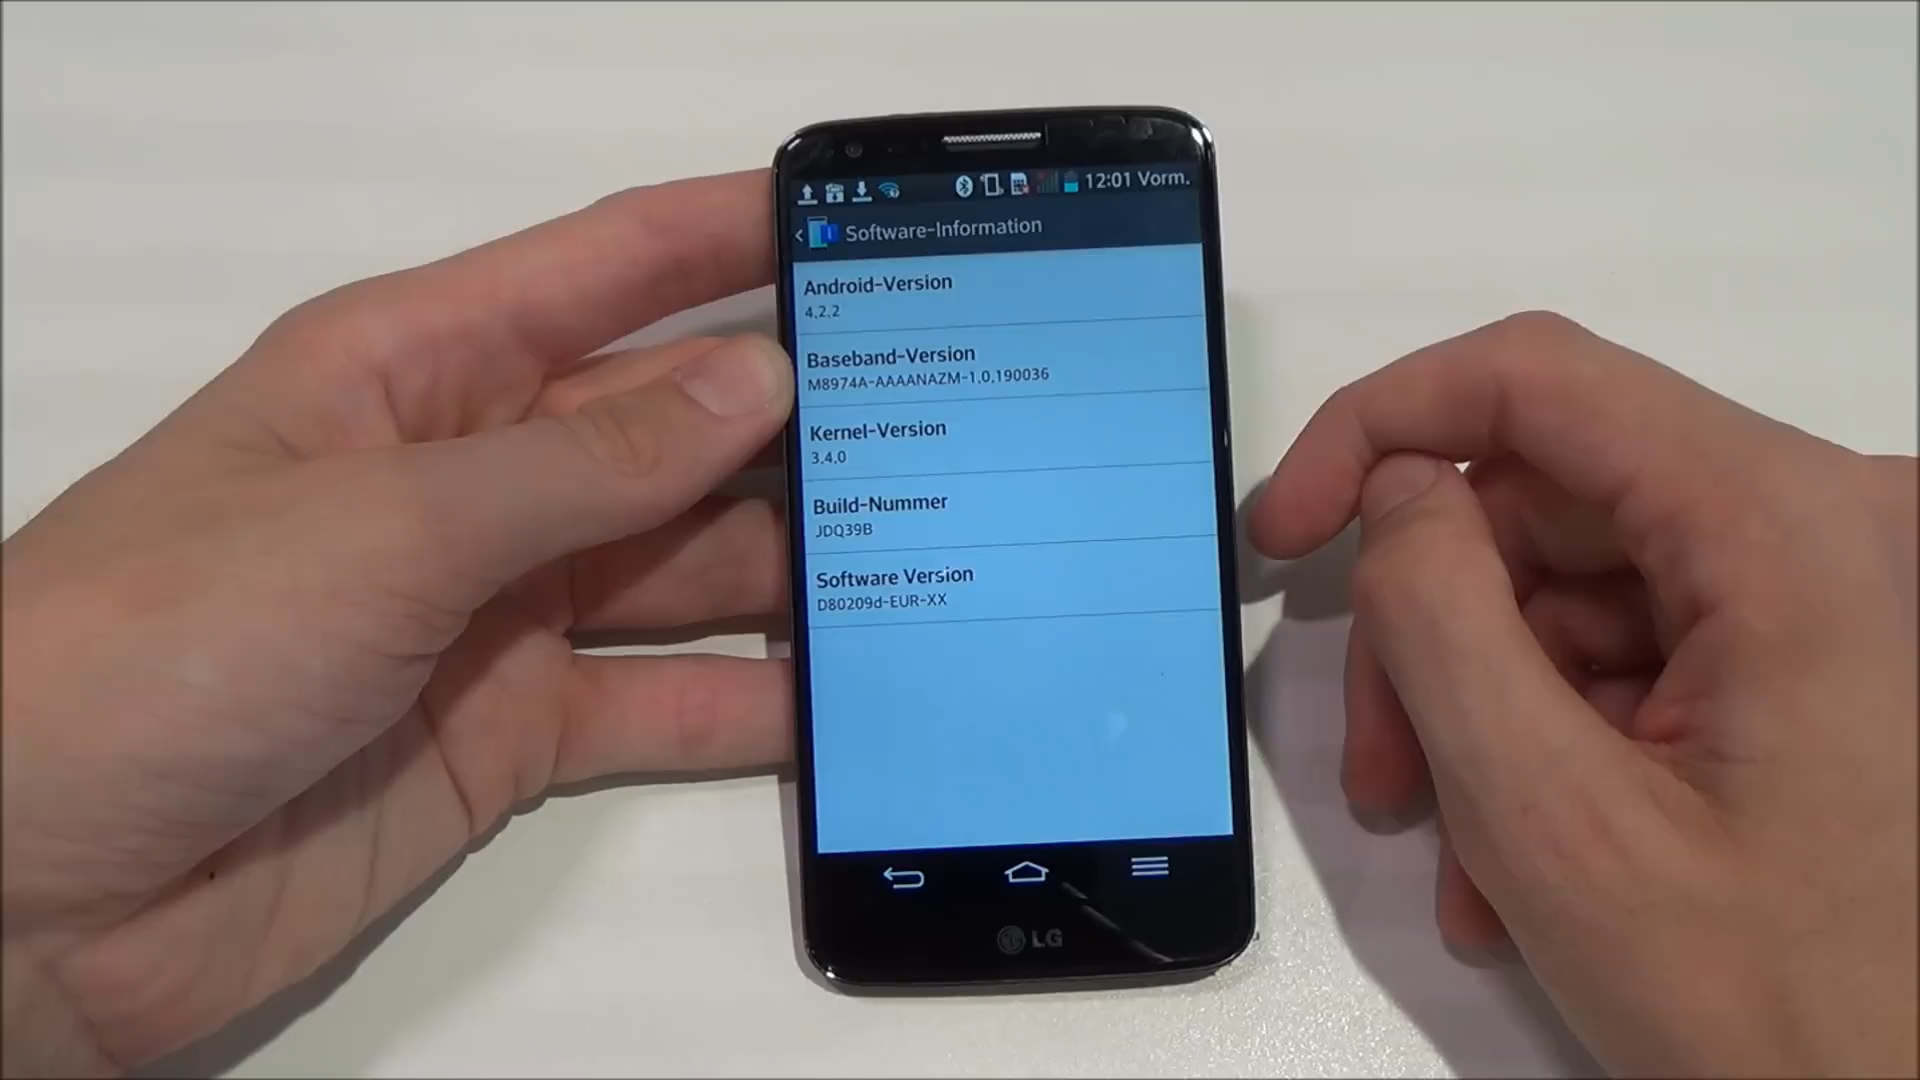 12:01 Vorm.
Software-Information
Android-Version
4.2.2
Baseband-Version
M8974A-AAAANAZM-1.0.190036
Kernel-Version
3.4.0
Build-Nummer
JDQ39B
Software Version
D80209d-EUR-XX
LG